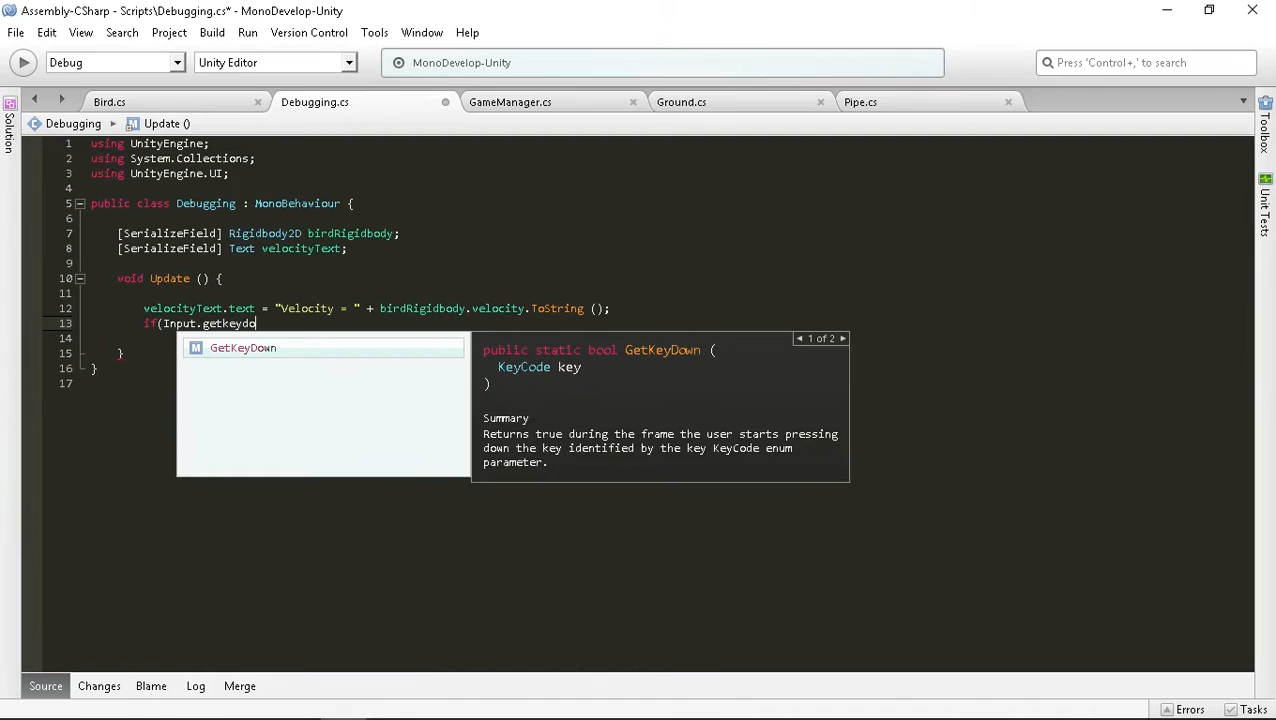 Assembly-CSharp - Scripts\Debugging.cs* - MonoDevelop-Unity
File Edit View Search Project Build Run Version Control Tools Window Help
Debug Unity Editor MonoDevelop-Unity Press 'Control+,' to search
Bird.cs Debugging.cs GameManager.cs Ground.cs Pipe.cs
Debugging Update ()
Solution
Toolbox
Unit Tests
1 using UnityEngine;
2 using System.Collections;
3 using UnityEngine.UI;
4
5 public class Debugging : MonoBehaviour {
6
7 [SerializeField] Rigidbody2D birdRigidbody;
8 [SerializeField] Text velocityText;
9
10 void Update () {
11
12 velocityText.text = "Velocity = " + birdRigidbody.velocity.ToString ();
13 if(Input.getkeydo
14
15 }
16 }
17
M GetKeyDown
1 of 2
public static bool GetKeyDown (
KeyCode key
)
Summary
Returns true during the frame the user starts pressing
down the key identified by the key KeyCode enum
parameter.
Source Changes Blame Log Merge
Errors Tasks